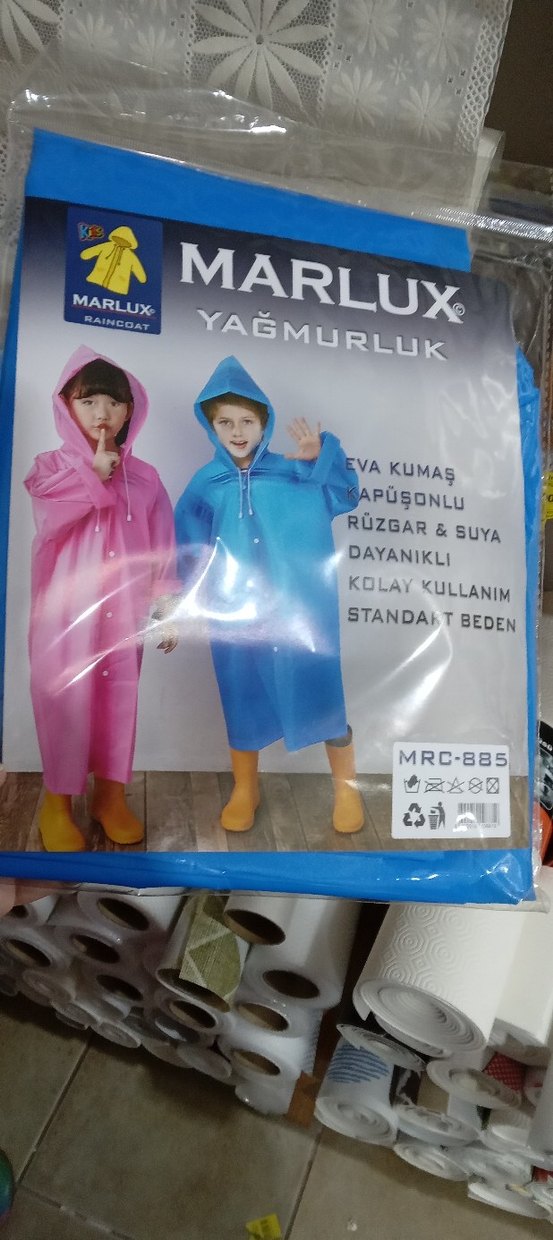 Kids
MARLUX
RAINCOAT
MARLUX
YAĞMURLUK
EVA KUMAŞ
KAPÜŞONLU
RÜZGAR & SUYA
DAYANIKLI
KOLAY KULLANIM
STANDART BEDEN
MRC-885